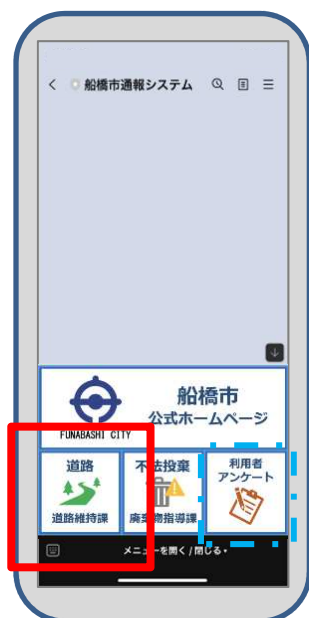 船橋市通報システム
船橋市
公式ホームページ
FUNABASHI CITY
道路
道路維持課
不法投棄
廃棄物指導課
利用者
アンケート
メニューを開く/閉じる